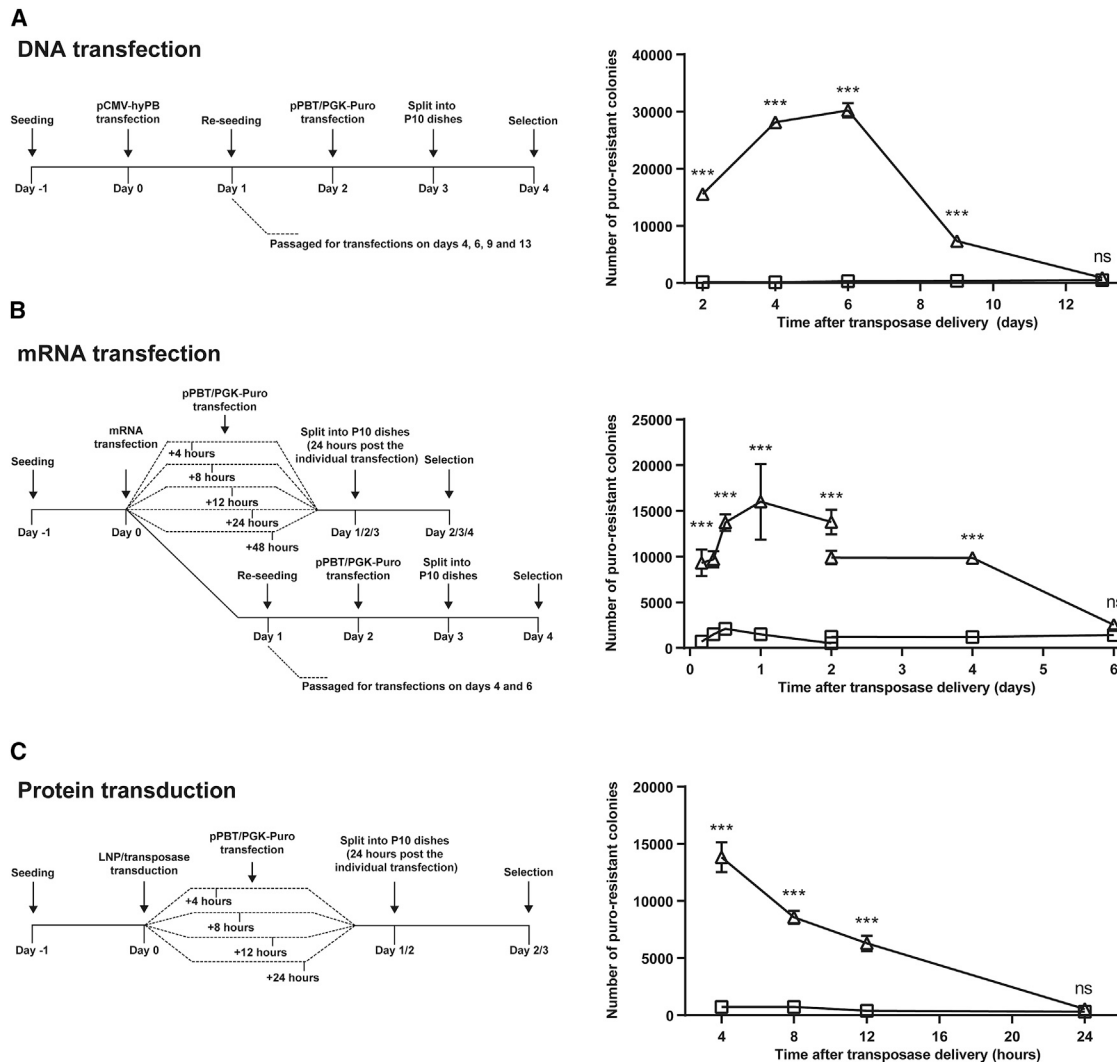 A
DNA transfection
Seeding
pCMV-hyPB
transfection
Re-seeding
pPBT/PGK-Puro
transfection
Split into
P10 dishes
Selection
Day -1
Day 0
Day 1
Day 2
Day 3
Day 4
Passaged for transfections on days 4, 6, 9 and 13
Number of puro-resistant colonies
40000
30000
20000
10000
0
***
***
***
***
ns
2
4
6
8
10
12
Time after transposase delivery (days)
B
mRNA transfection
Seeding
mRNA
transfection
pPBT/PGK-Puro
transfection
+4 hours
+8 hours
+12 hours
+24 hours
+48 hours
Split into P10 dishes
(24 hours post the
individual transfection)
Selection
Day -1
Day 0
Day 1/2/3
Day 2/3/4
Re-seeding
pPBT/PGK-Puro
transfection
Split into
P10 dishes
Selection
Day 1
Day 2
Day 3
Day 4
Passaged for transfections on days 4 and 6
Number of puro-resistant colonies
25000
20000
15000
10000
5000
0
***
***
***
***
***
ns
0
1
2
3
4
5
6
Time after transposase delivery (days)
C
Protein transduction
Seeding
LNP/transposase
transduction
pPBT/PGK-Puro
transfection
+4 hours
+8 hours
+12 hours
+24 hours
Split into P10 dishes
(24 hours post the
individual transfection)
Selection
Day -1
Day 0
Day 1/2
Day 2/3
Number of puro-resistant colonies
20000
15000
10000
5000
0
***
***
***
ns
4
8
12
16
20
24
Time after transposase delivery (hours)